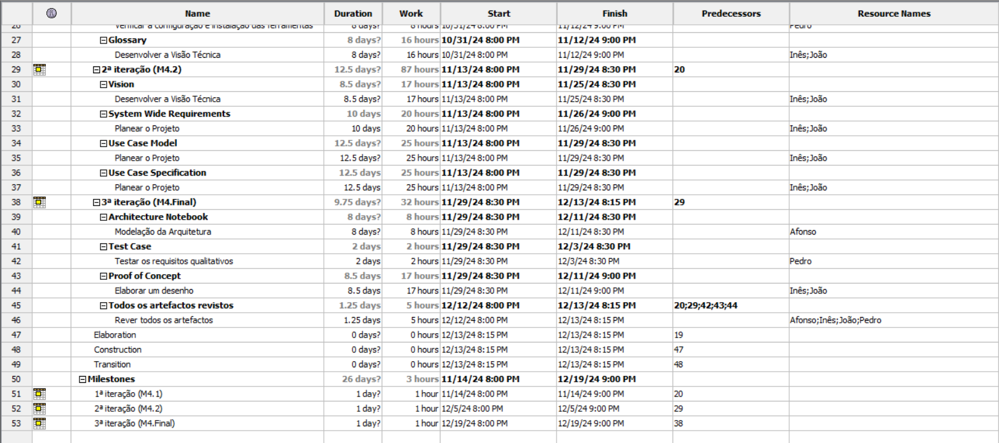 Name Duration Work Start Finish Predecessors Resource Names
26 Verificar a configuração e instalação das ferramentas 8 days? 8 hours 10/31/24 8:00 PM 11/12/24 9:00 PM Pedro
27 Glossary 8 days? 16 hours 10/31/24 8:00 PM 11/12/24 9:00 PM
28 Desenvolver a Visão Técnica 8 days? 16 hours 10/31/24 8:00 PM 11/12/24 9:00 PM Inês;João
29 2ª iteração (M4.2) 12.5 days? 87 hours 11/13/24 8:00 PM 11/29/24 8:30 PM 20
30 Vision 8.5 days? 17 hours 11/13/24 8:00 PM 11/25/24 8:30 PM
31 Desenvolver a Visão Técnica 8.5 days? 17 hours 11/13/24 8:00 PM 11/25/24 8:30 PM Inês;João
32 System Wide Requirements 10 days 20 hours 11/13/24 8:00 PM 11/26/24 9:00 PM
33 Planear o Projeto 10 days 20 hours 11/13/24 8:00 PM 11/26/24 9:00 PM Inês;João
34 Use Case Model 12.5 days? 25 hours 11/13/24 8:00 PM 11/29/24 8:30 PM
35 Planear o Projeto 12.5 days? 25 hours 11/13/24 8:00 PM 11/29/24 8:30 PM Inês;João
36 Use Case Specification 12.5 days 25 hours 11/13/24 8:00 PM 11/29/24 8:30 PM
37 Planear o Projeto 12.5 days 25 hours 11/13/24 8:00 PM 11/29/24 8:30 PM Inês;João
38 3ª iteração (M4.Final) 9.75 days? 32 hours 11/29/24 8:30 PM 12/13/24 8:15 PM 29
39 Architecture Notebook 8 days? 8 hours 11/29/24 8:30 PM 12/11/24 8:30 PM
40 Modelação da Arquitetura 8 days? 8 hours 11/29/24 8:30 PM 12/11/24 8:30 PM Afonso
41 Test Case 2 days 2 hours 11/29/24 8:30 PM 12/3/24 8:30 PM
42 Testar os requisitos qualitativos 2 days 2 hours 11/29/24 8:30 PM 12/3/24 8:30 PM Pedro
43 Proof of Concept 8.5 days 17 hours 11/29/24 8:30 PM 12/11/24 9:00 PM
44 Elaborar um desenho 8.5 days 17 hours 11/29/24 8:30 PM 12/11/24 9:00 PM Inês;João
45 Todos os artefactos revistos 1.25 days 5 hours 12/12/24 8:00 PM 12/13/24 8:15 PM 20;29;42;43;44
46 Rever todos os artefactos 1.25 days 5 hours 12/12/24 8:00 PM 12/13/24 8:15 PM Afonso;Inês;João;Pedro
47 Elaboration 0 days? 0 hours 12/13/24 8:15 PM 12/13/24 8:15 PM 19
48 Construction 0 days? 0 hours 12/13/24 8:15 PM 12/13/24 8:15 PM 47
49 Transition 0 days? 0 hours 12/13/24 8:15 PM 12/13/24 8:15 PM 48
50 Milestones 26 days? 3 hours 11/14/24 8:00 PM 12/19/24 9:00 PM
51 1ª iteração (M4.1) 1 day? 1 hour 11/14/24 8:00 PM 11/14/24 9:00 PM 20
52 2ª iteração (M4.2) 1 day? 1 hour 12/5/24 8:00 PM 12/5/24 9:00 PM 29
53 3ª iteração (M4.Final) 1 day? 1 hour 12/19/24 8:00 PM 12/19/24 9:00 PM 38